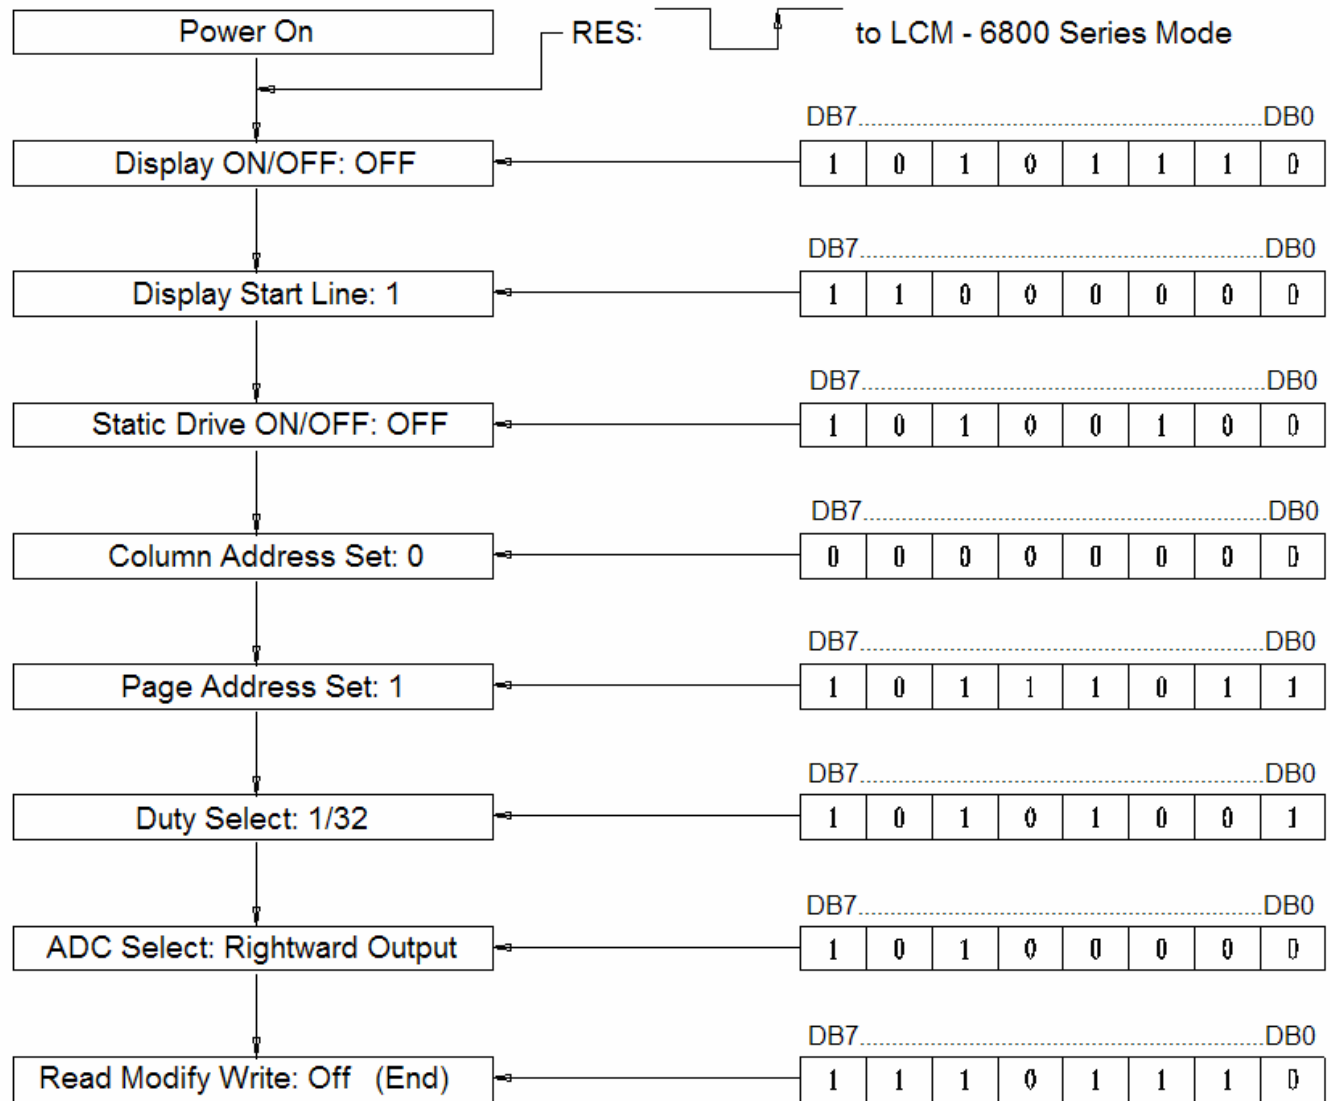 Power On
RES:
to LCM - 6800 Series Mode
DB7 DB0
Display ON/OFF: OFF
1 0 1 0 1 1 1 0
DB7 DB0
Display Start Line: 1
1 1 0 0 0 0 0 0
DB7 DB0
Static Drive ON/OFF: OFF
1 0 1 0 0 1 0 0
DB7 DB0
Column Address Set: 0
0 0 0 0 0 0 0 0
DB7 DB0
Page Address Set: 1
1 0 1 1 1 0 1 1
DB7 DB0
Duty Select: 1/32
1 0 1 0 1 0 0 1
DB7 DB0
ADC Select: Rightward Output
1 0 1 0 0 0 0 0
DB7 DB0
Read Modify Write: Off (End)
1 1 1 0 1 1 1 0